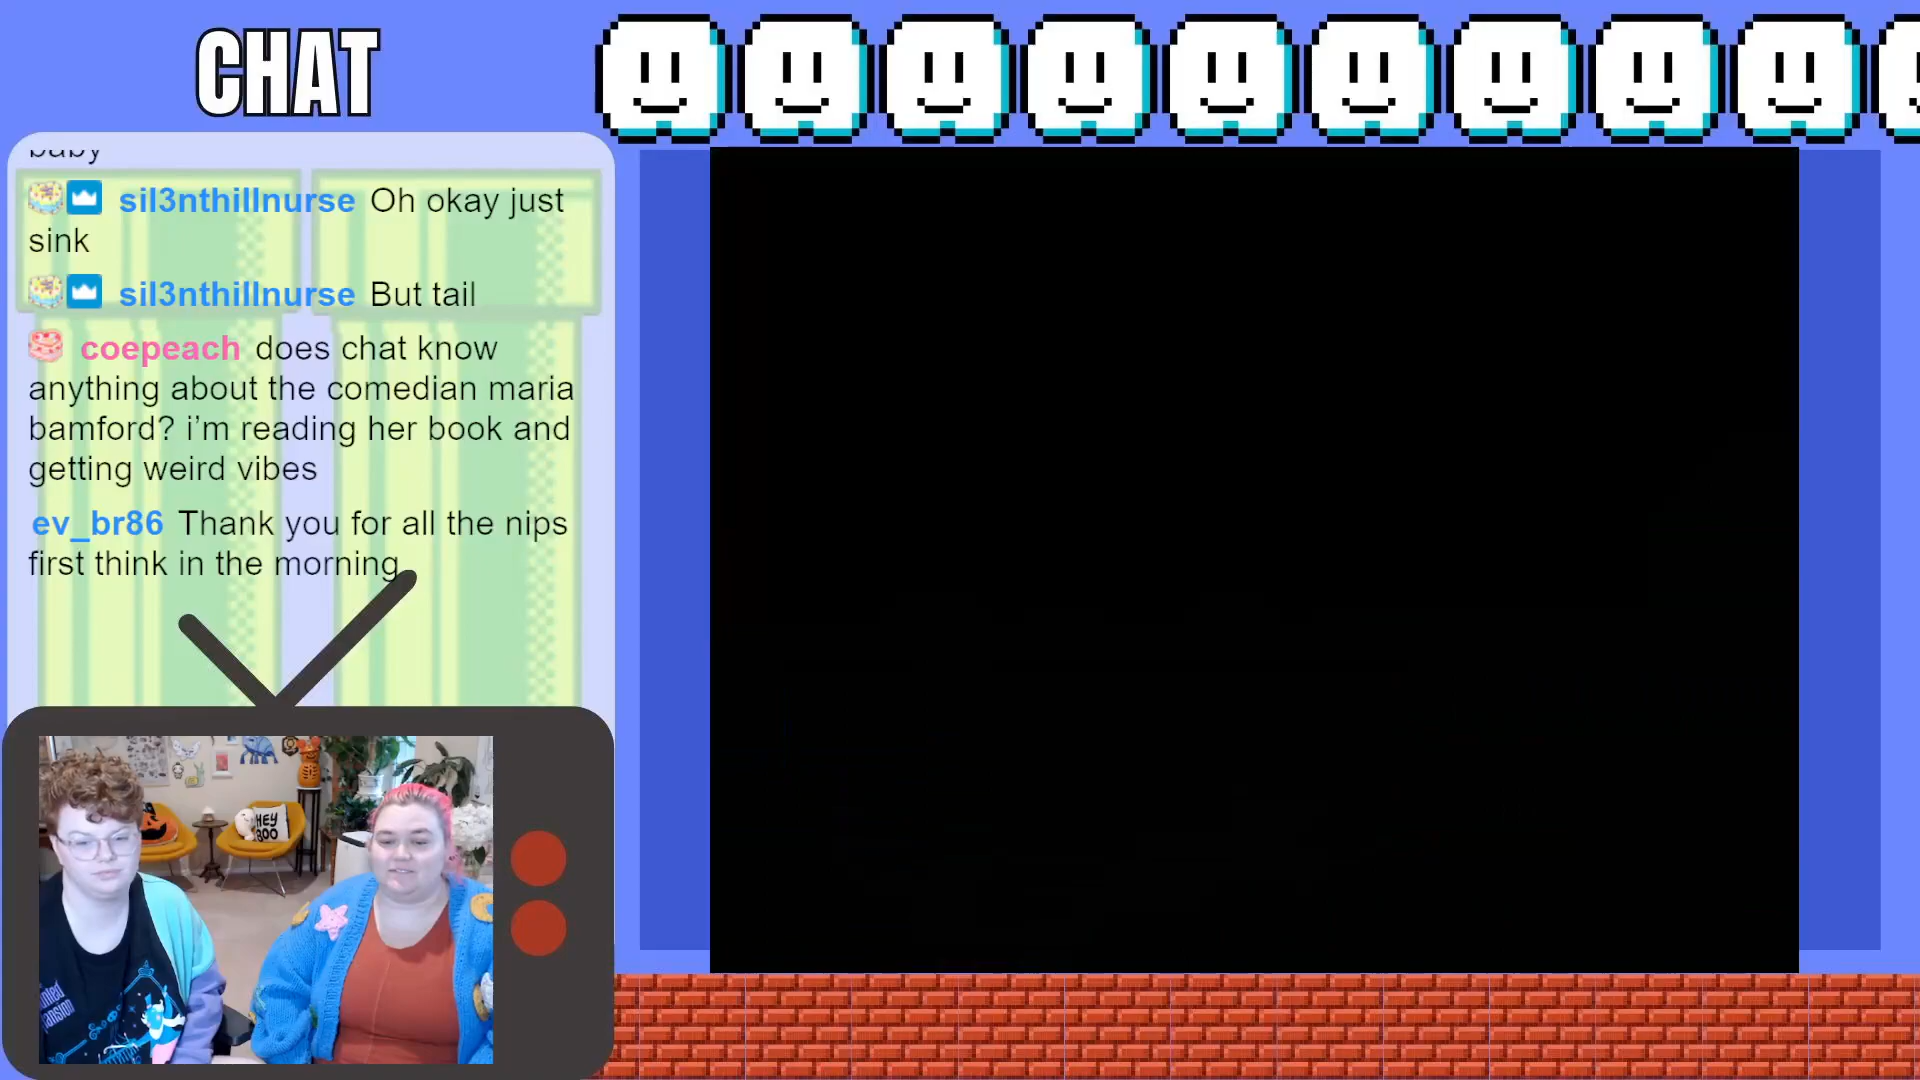 CHAT
baby
sil3nthillnurse Oh okay just
sink
sil3nthillnurse But tail
coepeach does chat know
anything about the comedian maria
bamford? i’m reading her book and
getting weird vibes
ev_br86 Thank you for all the nips
first think in the morning
HEY
BOO